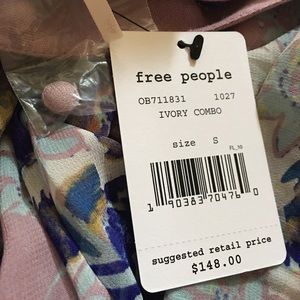 free people
OB711831 1027
IVORY COMBO
size S
FL_10
1 90383 70476 0
suggested retail price
$148.00